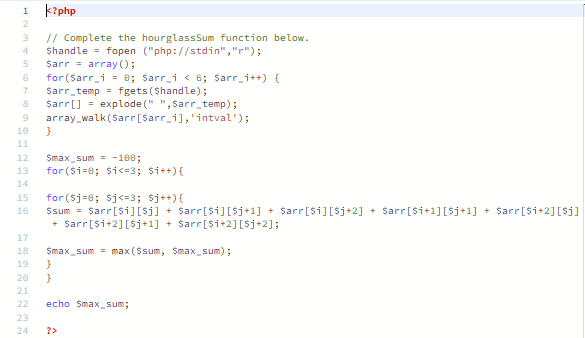 1 <?php
2
3 // Complete the hourglassSum function below.
4 $handle = fopen ("php://stdin","r");
5 $arr = array();
6 for($arr_i = 0; $arr_i < 6; $arr_i++) {
7 $arr_temp = fgets($handle);
8 $arr[] = explode(" ",$arr_temp);
9 array_walk($arr[$arr_i],'intval');
10 }
11
12 $max_sum = -100;
13 for($i=0; $i<=3; $i++){
14
15 for($j=0; $j<=3; $j++){
16 $sum = $arr[$i][$j] + $arr[$i][$j+1] + $arr[$i][$j+2] + $arr[$i+1][$j+1] + $arr[$i+2][$j]
+ $arr[$i+2][$j+1] + $arr[$i+2][$j+2];
17
18 $max_sum = max($sum, $max_sum);
19 }
20 }
21
22 echo $max_sum;
23
24 ?>